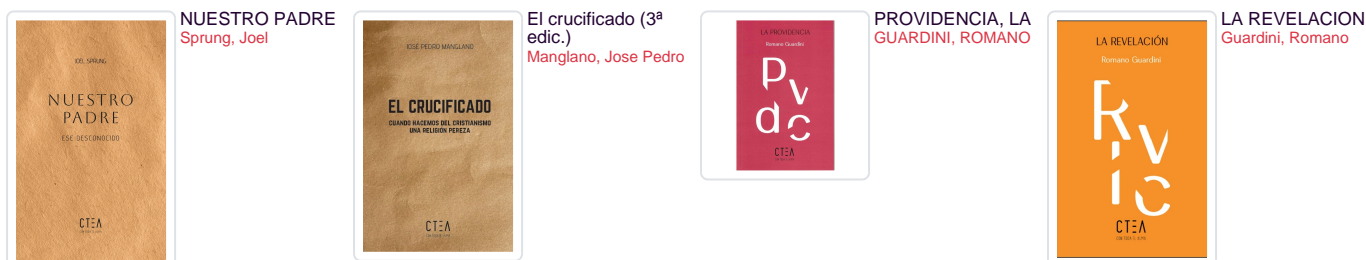 JOEL SPRUNG
NUESTRO
PADRE
ESE DESCONOCIDO
CTEA
NUESTRO PADRE
Sprung, Joel
JOSÉ PEDRO MANGLANO
EL CRUCIFICADO
CUANDO HACEMOS DEL CRISTIANISMO
UNA RELIGIÓN PEREZA
CTEA
El crucificado (3ª
edic.)
Manglano, Jose Pedro
LA PROVIDENCIA
Romano Guardini
P v
d c
CTEA
PROVIDENCIA, LA
GUARDINI, ROMANO
LA REVELACIÓN
Romano Guardini
R v
l c
CTEA
LA REVELACION
Guardini, Romano